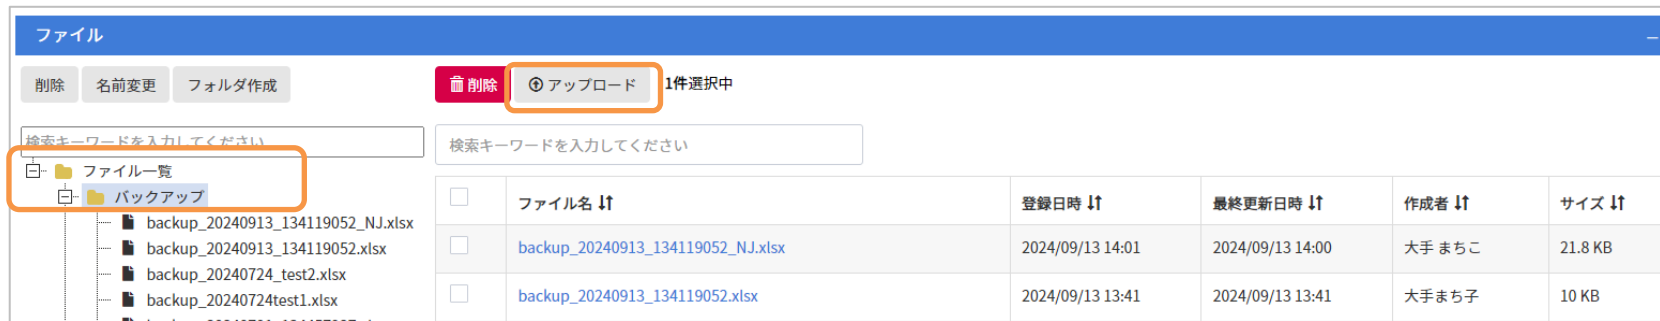 ファイル
削除 名前変更 フォルダ作成
検索キーワードを入力してください
ファイル一覧
バックアップ
backup_20240913_134119052_NJ.xlsx
backup_20240913_134119052.xlsx
backup_20240724_test2.xlsx
backup_20240724test1.xlsx
削除 アップロード 1件選択中
検索キーワードを入力してください
ファイル名 登録日時 最終更新日時 作成者 サイズ
backup_20240913_134119052_NJ.xlsx 2024/09/13 14:01 2024/09/13 14:00 大手 まちこ 21.8 KB
backup_20240913_134119052.xlsx 2024/09/13 13:41 2024/09/13 13:41 大手まち子 10 KB